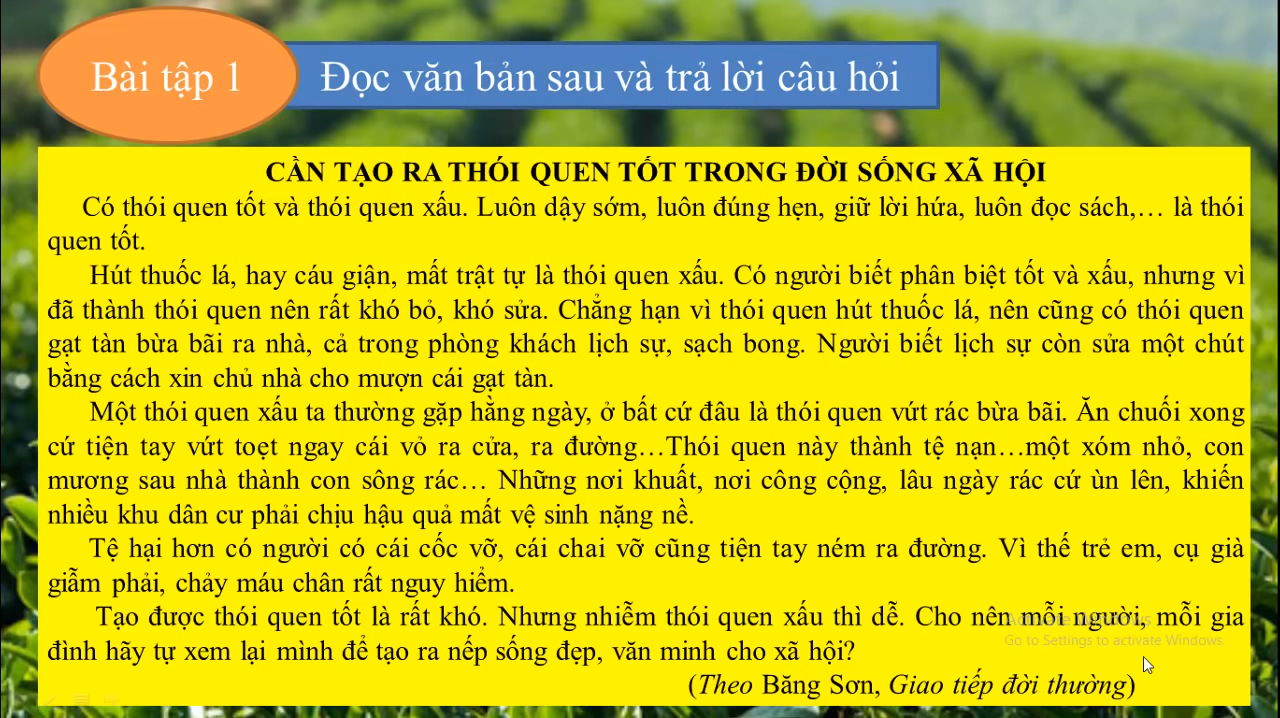 Bài tập 1
Đọc văn bản sau và trả lời câu hỏi
CẦN TẠO RA THÓI QUEN TỐT TRONG ĐỜI SỐNG XÃ HỘI
Có thói quen tốt và thói quen xấu. Luôn dậy sớm, luôn đúng hẹn, giữ lời hứa, luôn đọc sách,… là thói
quen tốt.
Hút thuốc lá, hay cáu giận, mất trật tự là thói quen xấu. Có người biết phân biệt tốt và xấu, nhưng vì
đã thành thói quen nên rất khó bỏ, khó sửa. Chẳng hạn vì thói quen hút thuốc lá, nên cũng có thói quen
gạt tàn bừa bãi ra nhà, cả trong phòng khách lịch sự, sạch bong. Người biết lịch sự còn sửa một chút
bằng cách xin chủ nhà cho mượn cái gạt tàn.
Một thói quen xấu ta thường gặp hằng ngày, ở bất cứ đâu là thói quen vứt rác bừa bãi. Ăn chuối xong
cứ tiện tay vứt toẹt ngay cái vỏ ra cửa, ra đường…Thói quen này thành tệ nạn…một xóm nhỏ, con
mương sau nhà thành con sông rác… Những nơi khuất, nơi công cộng, lâu ngày rác cứ ùn lên, khiến
nhiều khu dân cư phải chịu hậu quả mất vệ sinh nặng nề.
Tệ hại hơn có người có cái cốc vỡ, cái chai vỡ cũng tiện tay ném ra đường. Vì thế trẻ em, cụ già
giẫm phải, chảy máu chân rất nguy hiểm.
Tạo được thói quen tốt là rất khó. Nhưng nhiễm thói quen xấu thì dễ. Cho nên mỗi người, mỗi gia
đình hãy tự xem lại mình để tạo ra nếp sống đẹp, văn minh cho xã hội?
(Theo Băng Sơn, Giao tiếp đời thường)
Activate Windows
Go to Settings to activate Windows.